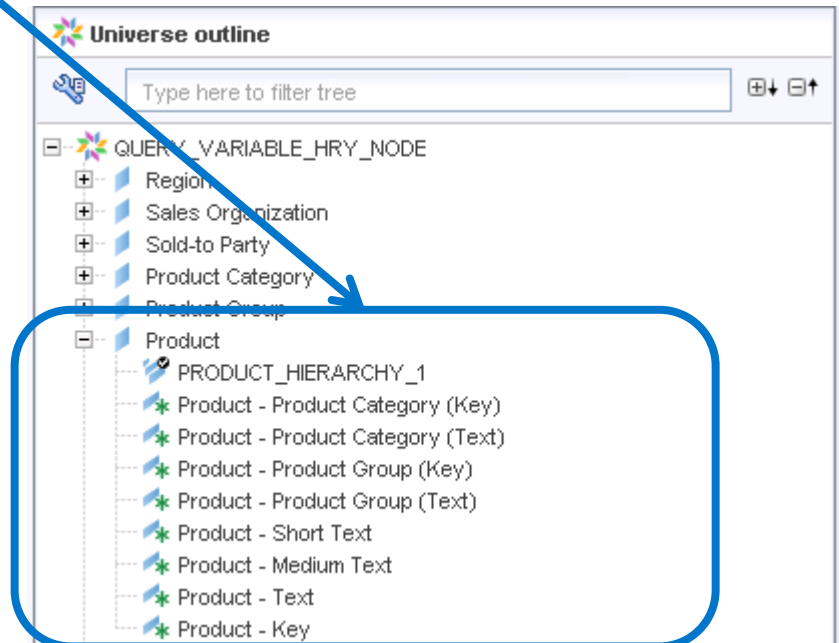 Universe outline
Type here to filter tree
QUERY_VARIABLE_HRY_NODE
Region
Sales Organization
Sold-to Party
Product Category
Product Group
Product
PRODUCT_HIERARCHY_1
Product - Product Category (Key)
Product - Product Category (Text)
Product - Product Group (Key)
Product - Product Group (Text)
Product - Short Text
Product - Medium Text
Product - Text
Product - Key